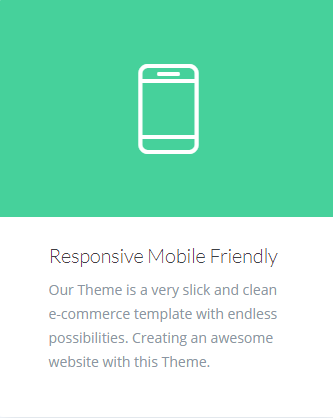 Responsive Mobile Friendly
Our Theme is a very slick and clean
e-commerce template with endless
possibilities. Creating an awesome
website with this Theme.